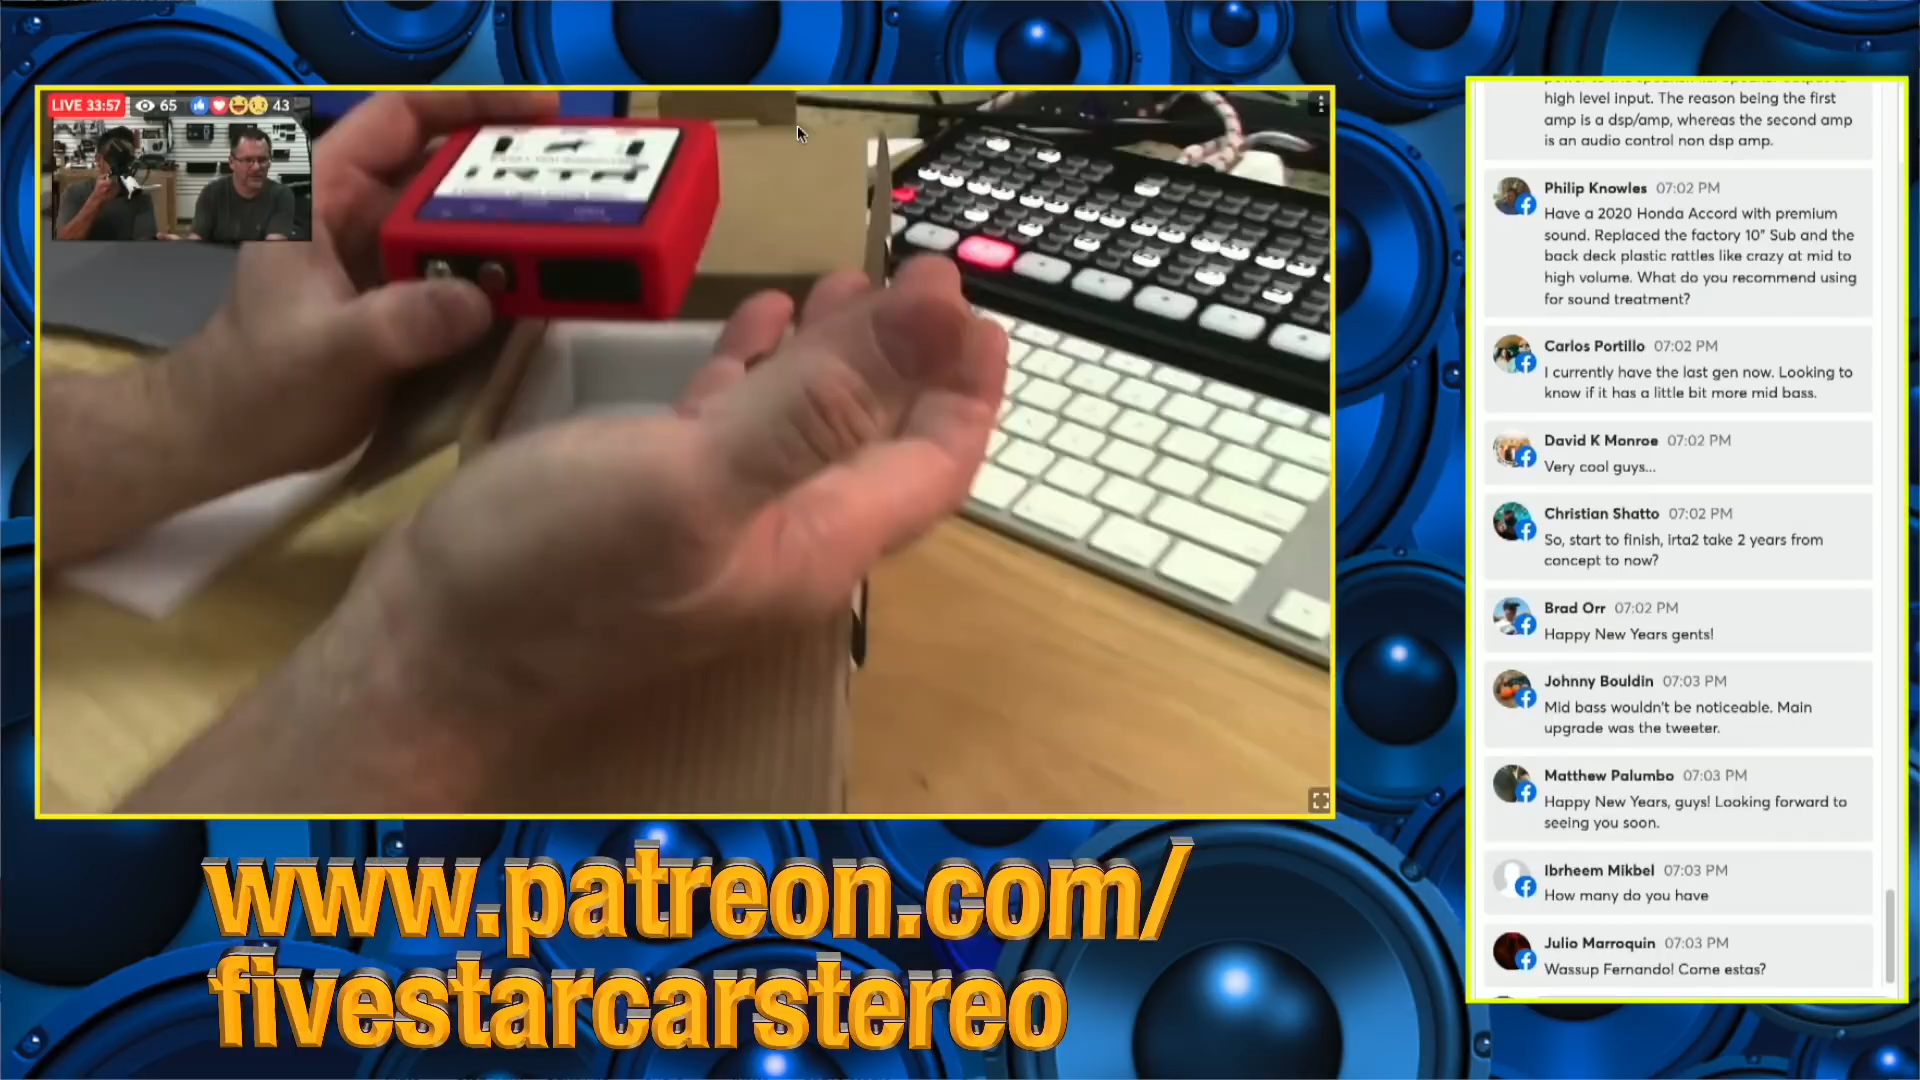 LIVE 33:57 65 43
IRTA
www.patreon.com/
fivestarcarstereo
high level input. The reason being the first
amp is a dsp/amp, whereas the second amp
is an audio control non dsp amp.
Philip Knowles 07:02 PM
Have a 2020 Honda Accord with premium
sound. Replaced the factory 10" Sub and the
back deck plastic rattles like crazy at mid to
high volume. What do you recommend using
for sound treatment?
Carlos Portillo 07:02 PM
I currently have the last gen now. Looking to
know if it has a little bit more mid bass.
David K Monroe 07:02 PM
Very cool guys...
Christian Shatto 07:02 PM
So, start to finish, irta2 take 2 years from
concept to now?
Brad Orr 07:02 PM
Happy New Years gents!
Johnny Bouldin 07:03 PM
Mid bass wouldn't be noticeable. Main
upgrade was the tweeter.
Matthew Palumbo 07:03 PM
Happy New Years, guys! Looking forward to
seeing you soon.
Ibrheem Mikbel 07:03 PM
How many do you have
Julio Marroquin 07:03 PM
Wassup Fernando! Come estas?